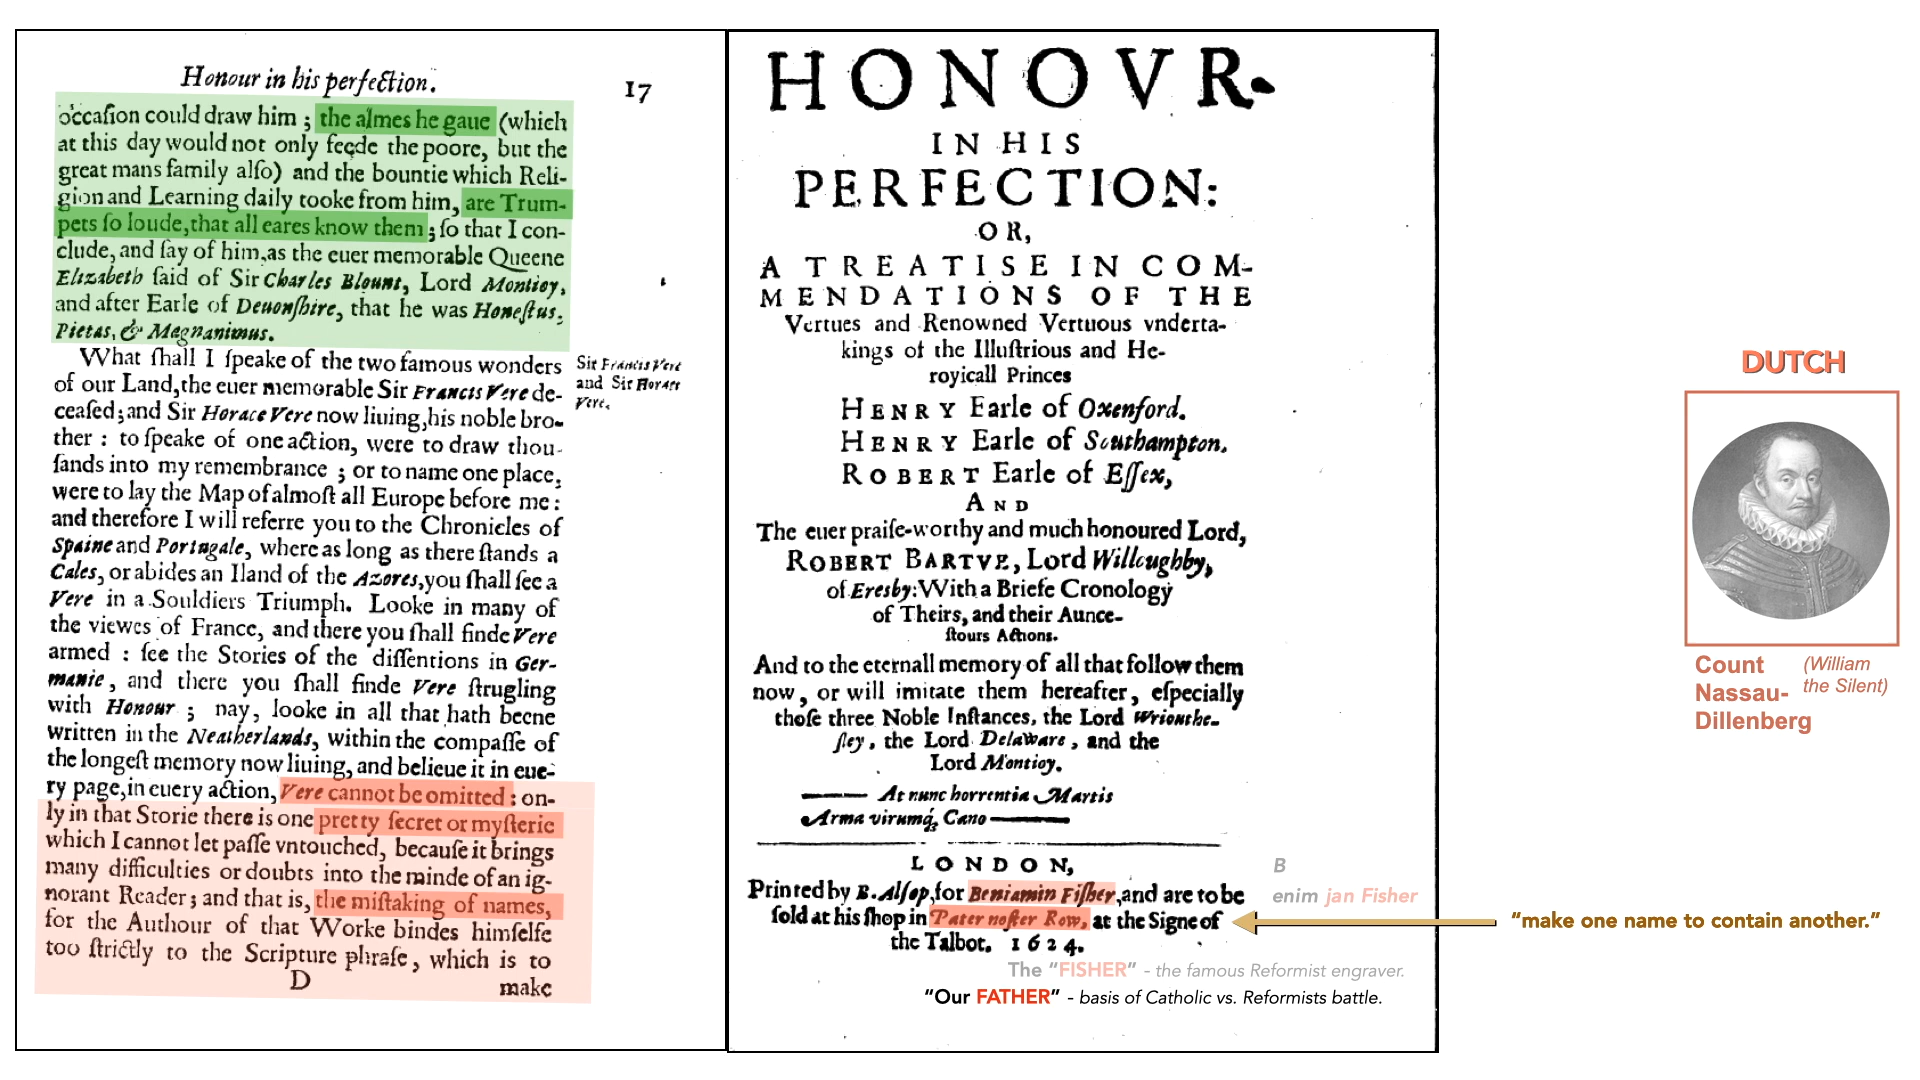 Honour in his perfection. 17
occasion could draw him ; the almes he gaue (which
at this day would not only feede the poore, but the
great mans family also) and the bountie which Reli-
gion and Learning daily tooke from him, are Trum-
pets so loude, that all eares know them ; so that I con-
clude, and say of him, as the euer memorable Queene
Elizabeth said of Sir Charles Blount, Lord Montioy,
and after Earle of Deuonshire, that he was Honestus,
Pietas, & Magnanimus.
What shall I speake of the two famous wonders
of our Land, the euer memorable Sir Francis Vere de-
ceased; and Sir Horace Vere now liuing, his noble bro-
ther : to speake of one action, were to draw thou-
sands into my remembrance ; or to name one place,
were to lay the Map of almost all Europe before me :
and therefore I will referre you to the Chronicles of
Spaine and Portugale, where as long as there stands a
Cales, or abides an Iland of the Azores, you shall see a
Vere in a Souldiers Triumph. Looke in many of
the viewes of France, and there you shall finde Vere
armed : see the Stories of the dissentions in Ger-
manie, and there you shall finde Vere strugling
with Honour ; nay, looke in all that hath beene
written in the Neatherlands, within the compasse of
the longest memory now liuing, and belieue it in eue-
ry page, in euery action, Vere cannot be omitted : on-
ly in that Storie there is one pretty secret or mysterie
which I cannot let passe vntouched, because it brings
many difficulties or doubts into the minde of an ig-
norant Reader; and that is, the mistaking of names,
for the Authour of that Worke bindes himselfe
too strictly to the Scripture phrase, which is to
D make
Sir Francis Vere
and Sir Horace
Vere.
HONOVR.
IN HIS
PERFECTION:
OR,
A TREATISE IN COM-
MENDATIONS OF THE
Vertues and Renowned Vertuous vnderta-
kings of the Illustrious and He-
royicall Princes
HENRY Earle of Oxenford.
HENRY Earle of Southampton.
ROBERT Earle of Essex,
AND
The euer praise-worthy and much honoured Lord,
ROBERT BARTVE, Lord Willoughby,
of Eresby: With a Briefe Cronology
of Theirs, and their Aunce-
stours Actions.
And to the eternall memory of all that follow them
now, or will imitate them hereafter, especially
those three Noble Instances, the Lord Wriouthe-
sley, the Lord Delaware, and the
Lord Montioy.
At nunc horrentia Martis
Arma virumq́; Cano
LONDON,
Printed by B. Alsop, for Beniamin Fisher, and are to be
sold at his shop in Pater noster Row, at the Signe of
the Talbot. 1624.
B
enim jan Fisher
The “FISHER” - the famous Reformist engraver.
“Our FATHER” - basis of Catholic vs. Reformists battle.
“make one name to contain another.”
DUTCH
Count
Nassau-
Dillenberg
(William
the Silent)